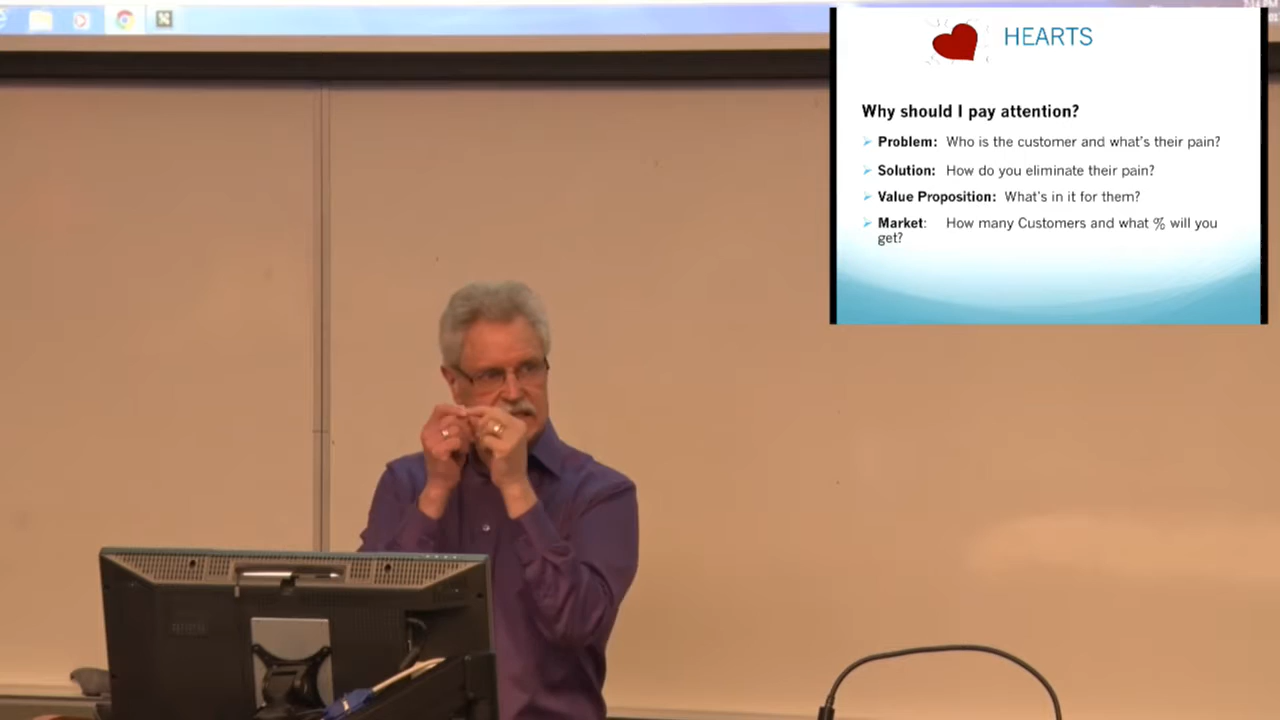 HEARTS
Why should I pay attention?
Problem: Who is the customer and what's their pain?
Solution: How do you eliminate their pain?
Value Proposition: What's in it for them?
Market: How many Customers and what % will you
get?